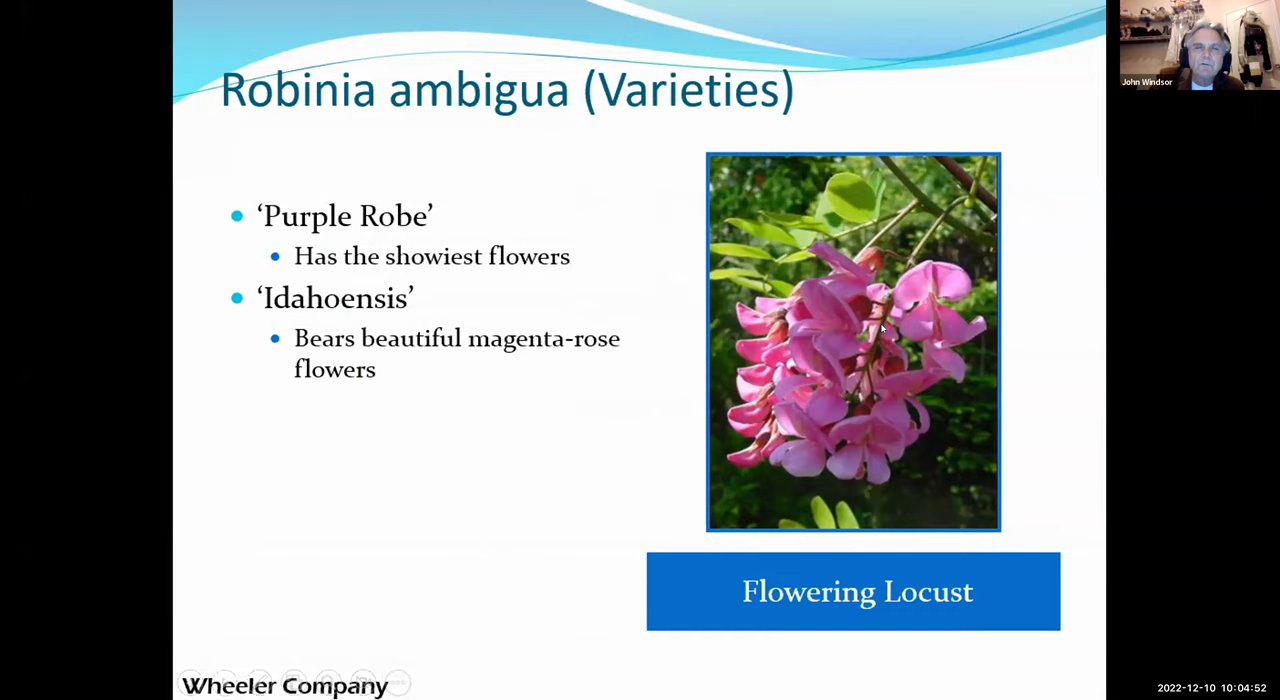 Robinia ambigua (Varieties)
John Windsor
‘Purple Robe’
Has the showiest flowers
‘Idahoensis’
Bears beautiful magenta-rose
flowers
Flowering Locust
Wheeler Company
2022-12-10 10:04:52